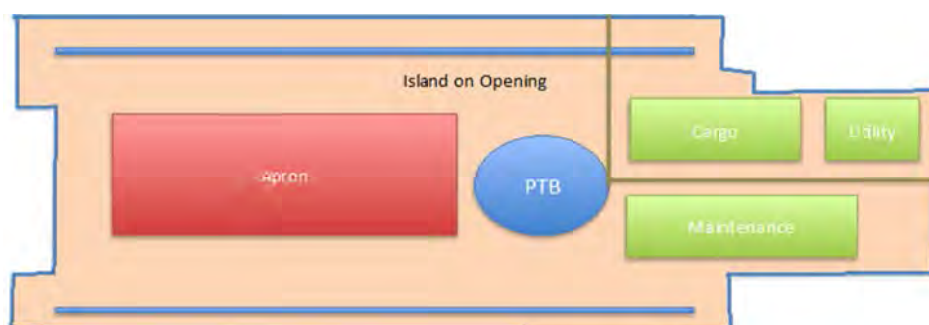 Island on Opening
Cargo
Utility
Apron
PTB
Maintenance